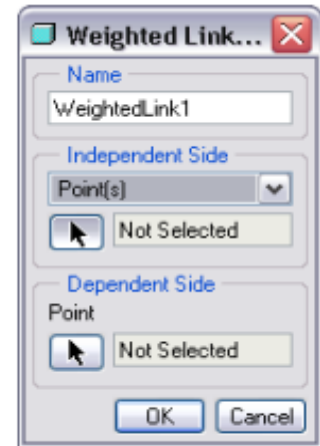 Weighted Link...
Name
WeightedLink1
Independent Side
Point(s)
Not Selected
Dependent Side
Point
Not Selected
OK Cancel